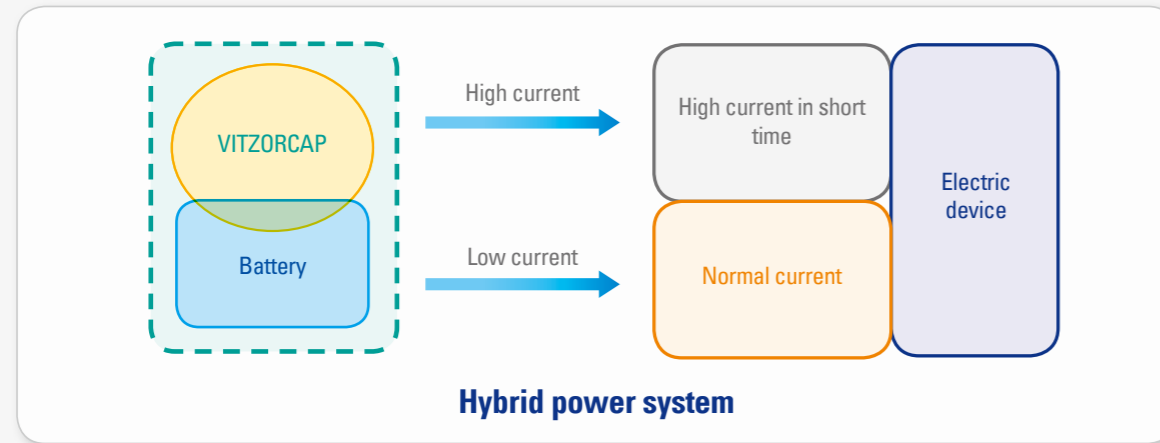 VITZORCAP
Battery
High current
Low current
High current in short
time
Normal current
Electric
device
Hybrid power system